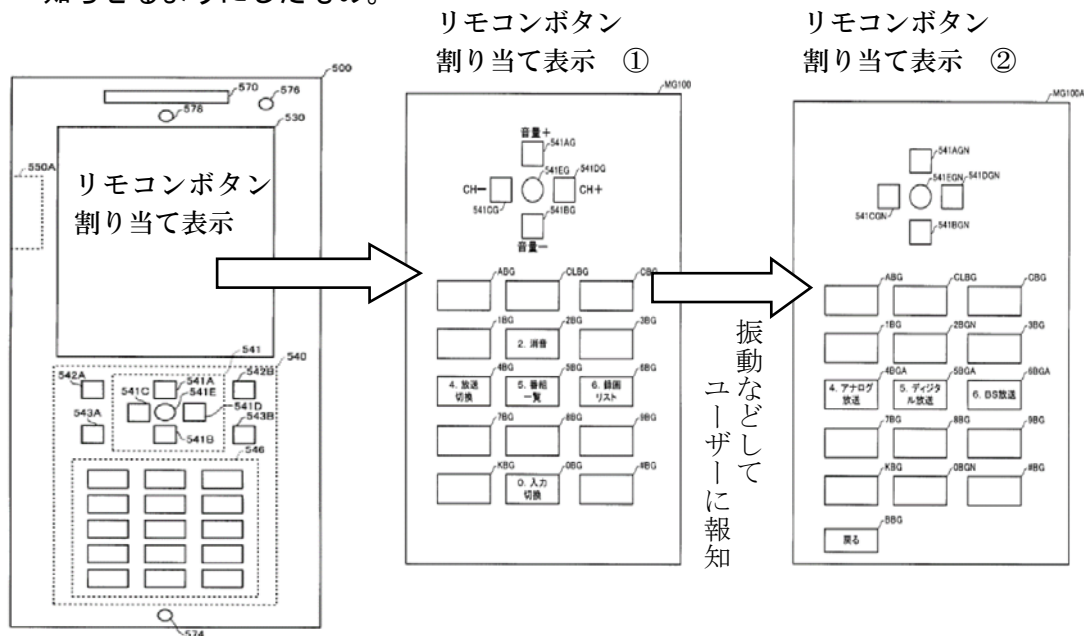 知らせるようにしたもの。
リモコンボタン
割り当て表示 ①
リモコンボタン
割り当て表示 ②
500
570
576
578
530
550A
リモコンボタン
割り当て表示
541
540
542A
541C
541A
541E
542B
541D
543A
543B
541B
546
574
MG100
音量+
541AG
541EG
541DG
CH−
CH+
541CG
541BG
音量−
ABG
CLBG
CBG
1BG
2BG
3BG
2. 消音
4BG
5BG
6BG
4. 放送
切換
5. 番組
一覧
6. 録画
リスト
7BG
8BG
9BG
KBG
0BG
#BG
0. 入力
切換
振動などして
ユーザーに報知
MG100A
541AGN
541EGN
541DGN
541CGN
541BGN
ABG
CLBG
CBG
1BG
2BGN
3BG
4BGA
5BGA
6BGA
4. アナログ
放送
5. ディジタ
ル放送
6. BS放送
7BG
8BG
9BG
KBG
0BGN
#BG
BBG
戻る